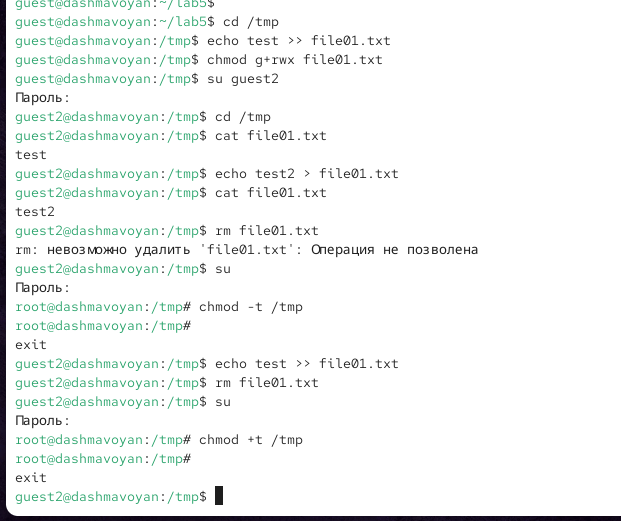 guest@dashmavoyan:~/lab5$
guest@dashmavoyan:~/lab5$ cd /tmp
guest@dashmavoyan:/tmp$ echo test >> file01.txt
guest@dashmavoyan:/tmp$ chmod g+rwx file01.txt
guest@dashmavoyan:/tmp$ su guest2
Пароль:
guest2@dashmavoyan:/tmp$ cd /tmp
guest2@dashmavoyan:/tmp$ cat file01.txt
test
guest2@dashmavoyan:/tmp$ echo test2 > file01.txt
guest2@dashmavoyan:/tmp$ cat file01.txt
test2
guest2@dashmavoyan:/tmp$ rm file01.txt
rm: невозможно удалить 'file01.txt': Операция не позволена
guest2@dashmavoyan:/tmp$ su
Пароль:
root@dashmavoyan:/tmp# chmod -t /tmp
root@dashmavoyan:/tmp#
exit
guest2@dashmavoyan:/tmp$ echo test >> file01.txt
guest2@dashmavoyan:/tmp$ rm file01.txt
guest2@dashmavoyan:/tmp$ su
Пароль:
root@dashmavoyan:/tmp# chmod +t /tmp
root@dashmavoyan:/tmp#
exit
guest2@dashmavoyan:/tmp$